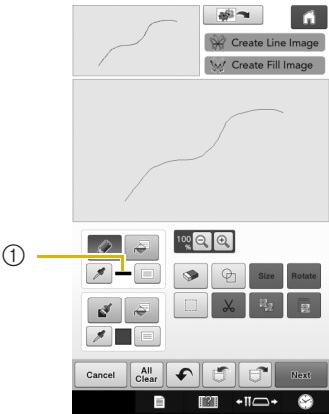 Create Line Image
Create Fill Image
①
100
%
Size
Rotate
Cancel
All
Clear
Next